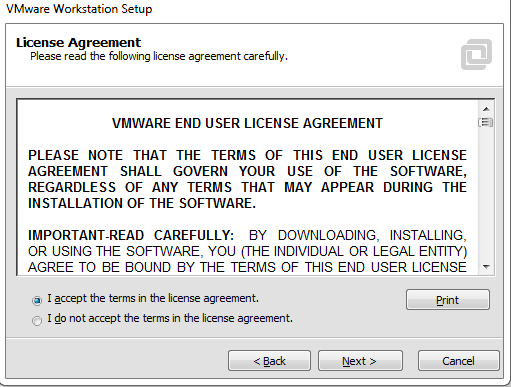 VMware Workstation Setup
License Agreement
Please read the following license agreement carefully.
VMWARE END USER LICENSE AGREEMENT
PLEASE NOTE THAT THE TERMS OF THIS END USER LICENSE
AGREEMENT SHALL GOVERN YOUR USE OF THE SOFTWARE,
REGARDLESS OF ANY TERMS THAT MAY APPEAR DURING THE
INSTALLATION OF THE SOFTWARE.
IMPORTANT-READ CAREFULLY: BY DOWNLOADING, INSTALLING,
OR USING THE SOFTWARE, YOU (THE INDIVIDUAL OR LEGAL ENTITY)
AGREE TO BE BOUND BY THE TERMS OF THIS END USER LICENSE
I accept the terms in the license agreement.
Print
I do not accept the terms in the license agreement.
< Back
Next >
Cancel